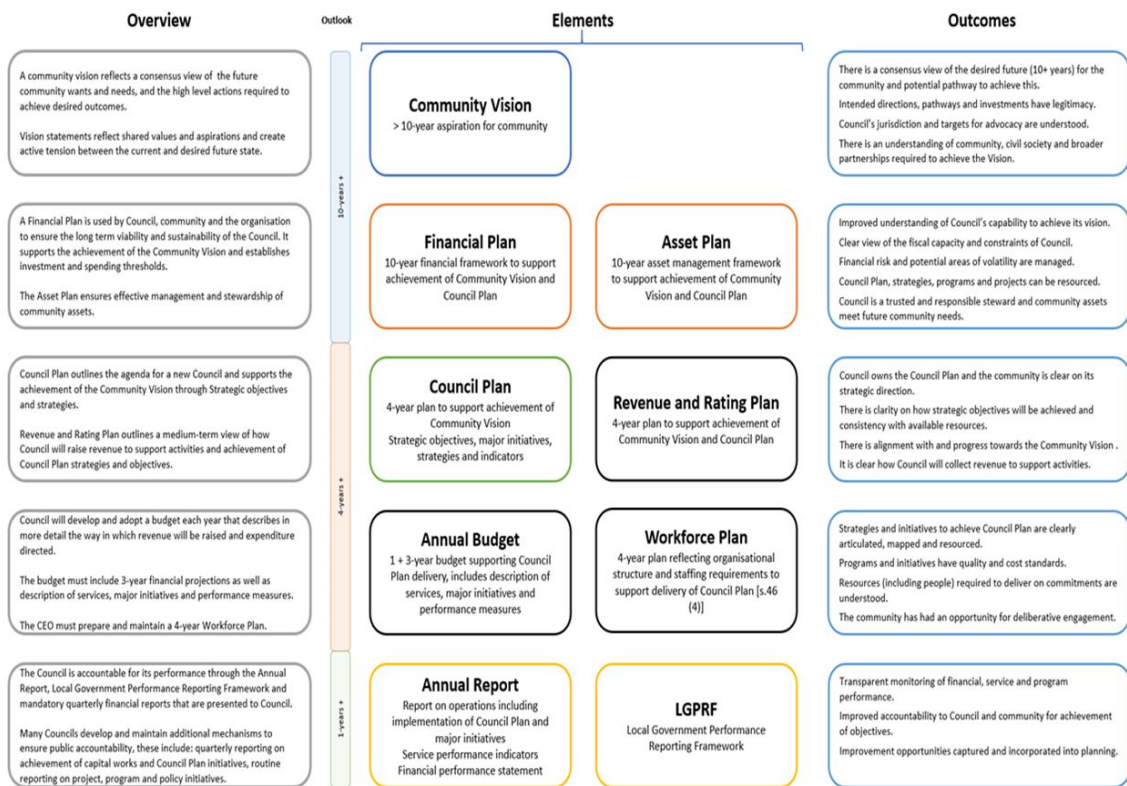 Overview
Outlook
Elements
Outcomes
A community vision reflects a consensus view of the future
community wants and needs, and the high level actions required to
achieve desired outcomes.
Vision statements reflect shared values and aspirations and create
active tension between the current and desired future state.
10-years +
Community Vision
> 10-year aspiration for community
There is a consensus view of the desired future (10+ years) for the
community and potential pathway to achieve this.
Intended directions, pathways and investments have legitimacy.
Council's jurisdiction and targets for advocacy are understood.
There is an understanding of community, civil society and broader
partnerships required to achieve the Vision.
A Financial Plan is used by Council, community and the organisation
to ensure the long term viability and sustainability of the Council. It
supports the achievement of the Community Vision and establishes
investment and spending thresholds.
The Asset Plan ensures effective management and stewardship of
community assets.
Financial Plan
10-year financial framework to support
achievement of Community Vision and
Council Plan
Asset Plan
10-year asset management framework
to support achievement of Community
Vision and Council Plan
Improved understanding of Council's capability to achieve its vision.
Clear view of the fiscal capacity and constraints of Council.
Financial risk and potential areas of volatility are managed.
Council Plan, strategies, programs and projects can be resourced.
Council is a trusted and responsible steward and community assets
meet future community needs.
Council Plan outlines the agenda for a new Council and supports the
achievement of the Community Vision through Strategic objectives
and strategies.
Revenue and Rating Plan outlines a medium-term view of how
Council will raise revenue to support activities and achievement of
Council Plan strategies and objectives.
4-years +
Council Plan
4-year plan to support achievement of
Community Vision
Strategic objectives, major initiatives,
strategies and indicators
Revenue and Rating Plan
4-year plan to support achievement of
Community Vision and Council Plan
Council owns the Council Plan and the community is clear on its
strategic direction.
There is clarity on how strategic objectives will be achieved and
consistency with available resources.
There is alignment with and progress towards the Community Vision .
It is clear how Council will collect revenue to support activities.
Council will develop and adopt a budget each year that describes in
more detail the way in which revenue will be raised and expenditure
directed.
The budget must include 3-year financial projections as well as
description of services, major initiatives and performance measures.
The CEO must prepare and maintain a 4-year Workforce Plan.
Annual Budget
1 + 3-year budget supporting Council
Plan delivery, includes description of
services, major initiatives and
performance measures
Workforce Plan
4-year plan reflecting organisational
structure and staffing requirements to
support delivery of Council Plan [s.46
(4)]
Strategies and initiatives to achieve Council Plan are clearly
articulated, mapped and resourced.
Programs and initiatives have quality and cost standards.
Resources (including people) required to deliver on commitments are
understood.
The community has had an opportunity for deliberative engagement.
The Council is accountable for its performance through the Annual
Report, Local Government Performance Reporting Framework and
mandatory quarterly financial reports that are presented to Council.
Many Councils develop and maintain additional mechanisms to
ensure public accountability, these include: quarterly reporting on
achievement of capital works and Council Plan initiatives, routine
reporting on project, program and policy initiatives.
1-years +
Annual Report
Report on operations including
implementation of Council Plan and
major initiatives
Service performance indicators
Financial performance statement
LGPRF
Local Government Performance
Reporting Framework
Transparent monitoring of financial, service and program
performance.
Improved accountability to Council and community for achievement
of objectives.
Improvement opportunities captured and incorporated into planning.